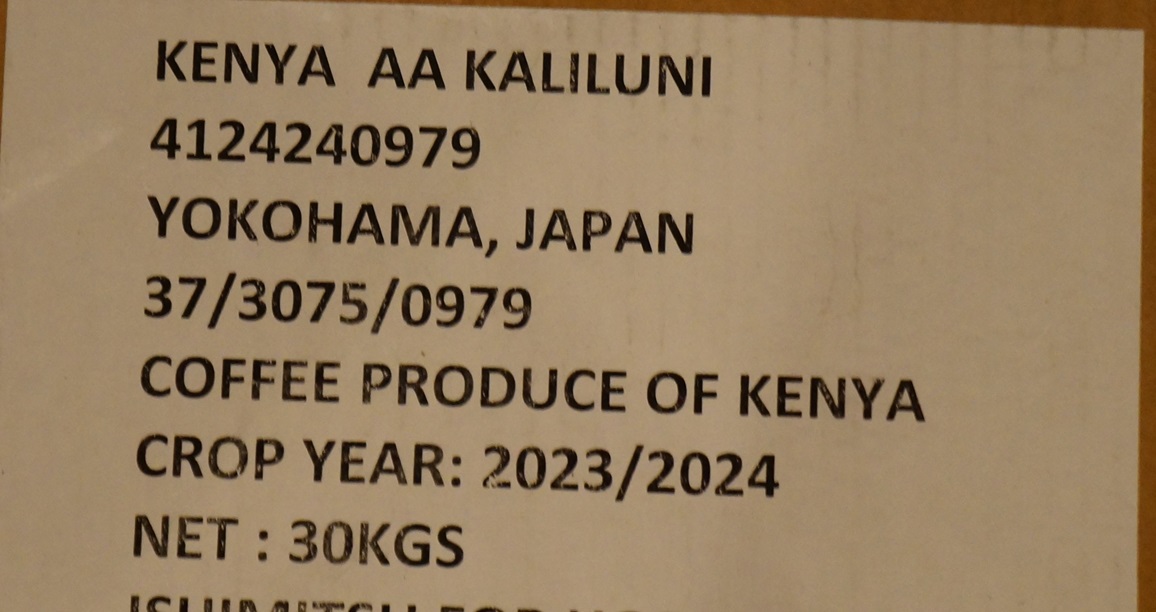 KENYA AA KALILUNI
4124240979
YOKOHAMA, JAPAN
37/3075/0979
COFFEE PRODUCE OF KENYA
CROP YEAR: 2023/2024
NET : 30KGS